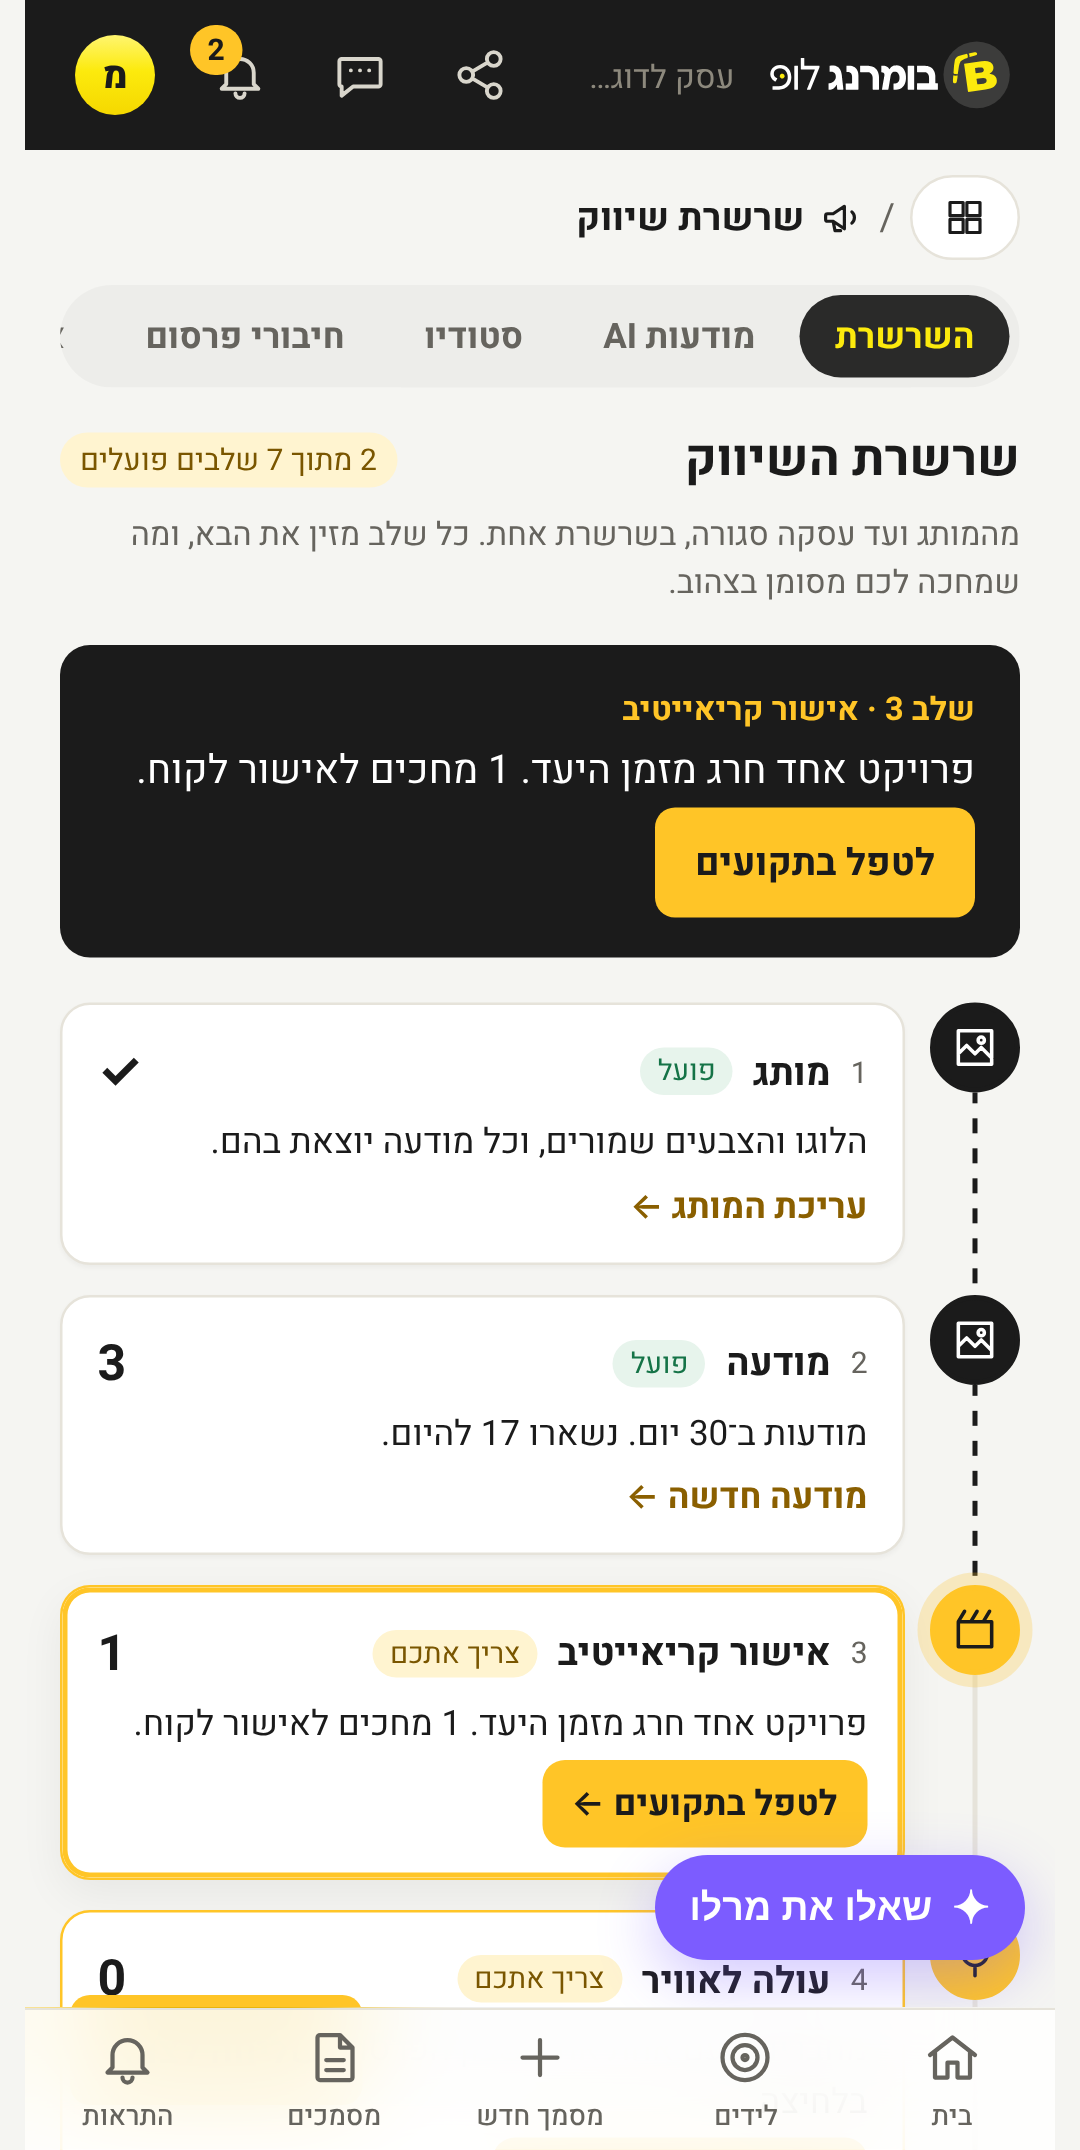 בומרנג לופ
עסק לדוג...
2
מ
/ שרשרת שיווק
השרשרת
מודעות AI
סטודיו
חיבורי פרסום
שרשרת השיווק
2 מתוך 7 שלבים פועלים
מהמותג ועד עסקה סגורה, בשרשרת אחת. כל שלב מזין את הבא, ומה
שמחכה לכם מסומן בצהוב.
שלב 3 · אישור קריאייטיב
פרויקט אחד חרג מזמן היעד. 1 מחכים לאישור לקוח.
לטפל בתקועים
1 מותג פועל
הלוגו והצבעים שמורים, וכל מודעה יוצאת בהם.
עריכת המותג ←
2 מודעה פועל 3
מודעות ב־30 יום. נשארו 17 להיום.
מודעה חדשה ←
3 אישור קריאייטיב צריך אתכם 1
פרויקט אחד חרג מזמן היעד. 1 מחכים לאישור לקוח.
לטפל בתקועים ←
שאלו את מרלו
4 עולה לאוויר צריך אתכם 0
בית
לידים
מסמך חדש
מסמכים
התראות